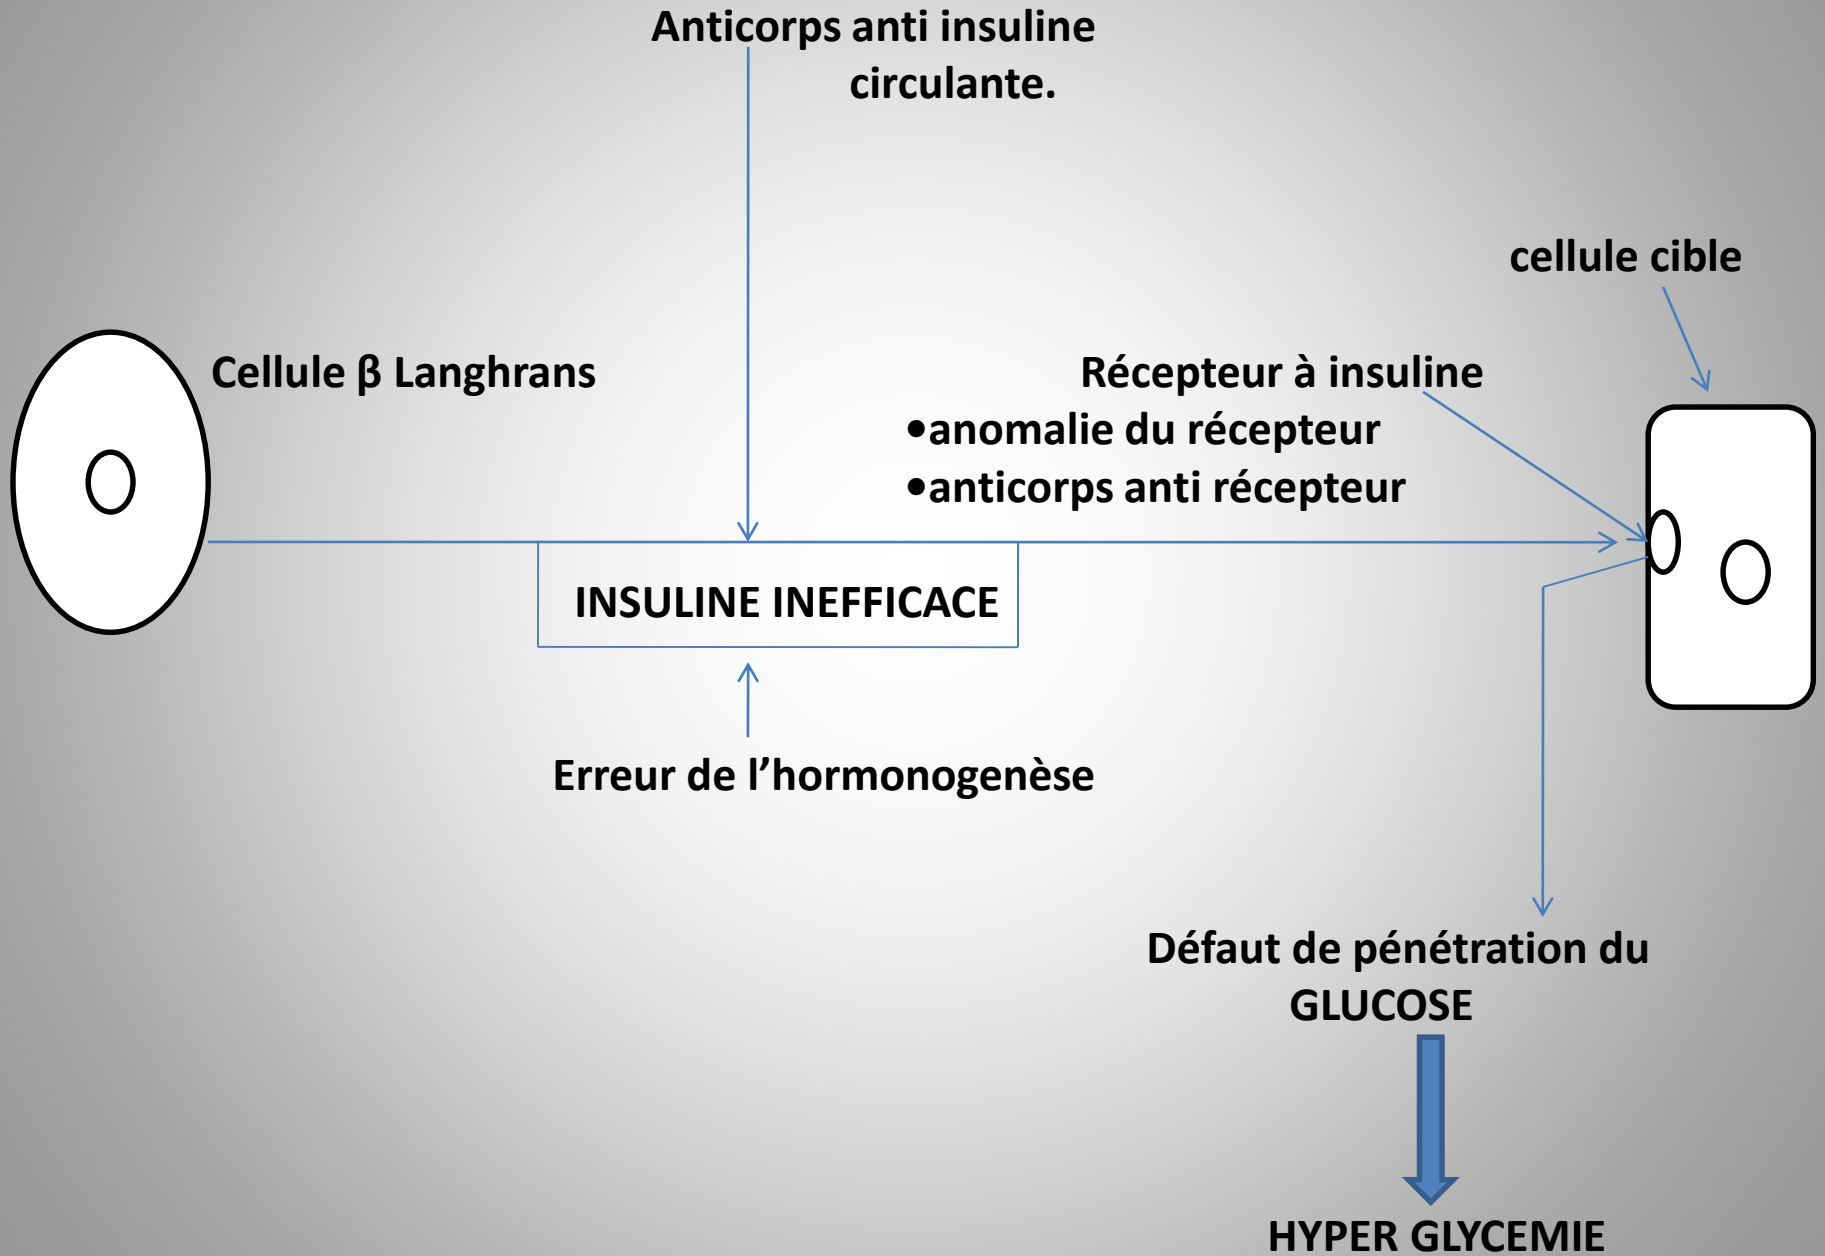 Anticorps anti insuline
circulante.
cellule cible
Cellule β Langhrans
Récepteur à insuline
•anomalie du récepteur
•anticorps anti récepteur
INSULINE INEFFICACE
Erreur de l’hormonogenèse
Défaut de pénétration du
GLUCOSE
HYPER GLYCEMIE